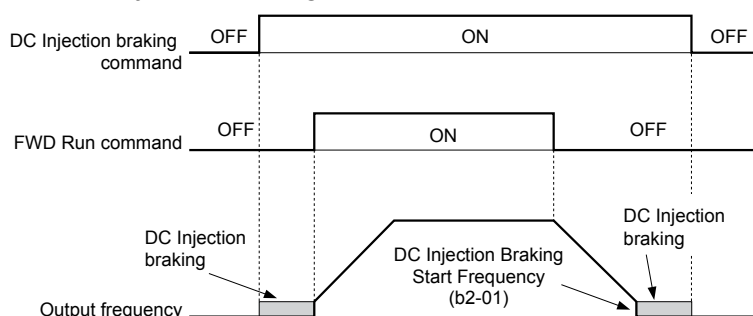 DC Injection braking
command
OFF
ON
OFF
FWD Run command
OFF
ON
OFF
DC Injection
braking
DC Injection Braking
Start Frequency
(b2-01)
DC Injection
braking
Output frequency